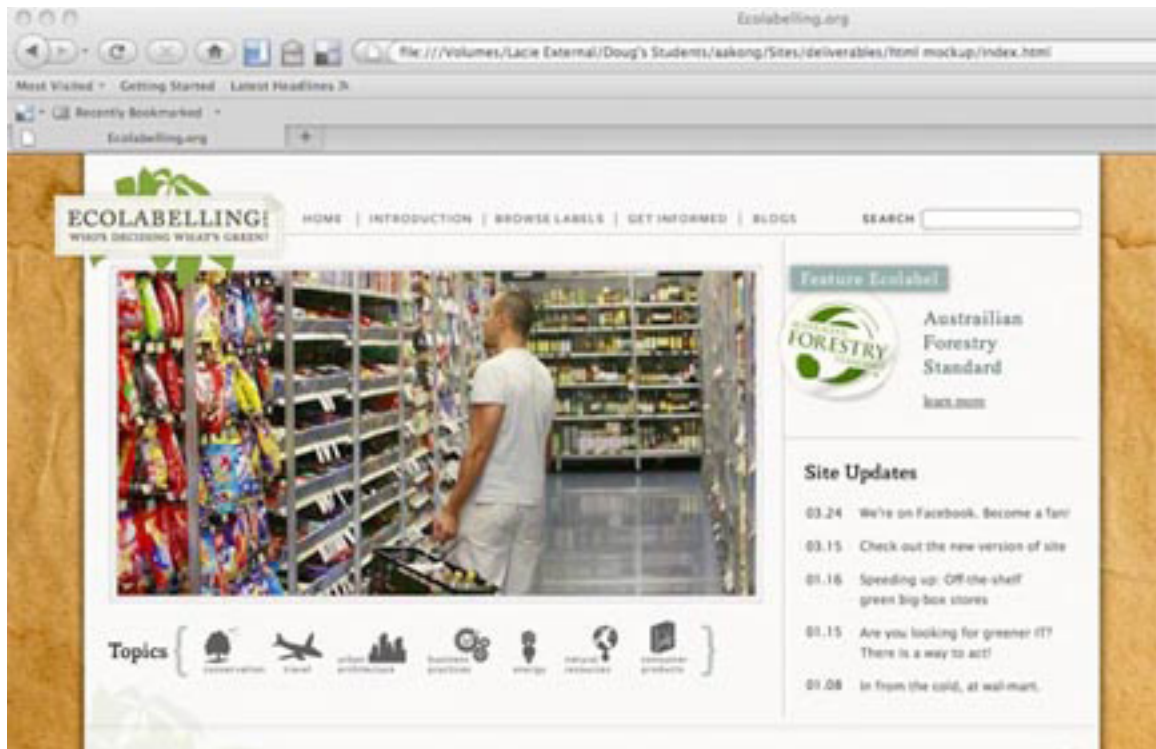 Ecolabelling.org
file:///Volumes/Lacie External/Doug's Students/aakong/Sites/deliverables/html mockup/index.html
Most Visited Getting Started Latest Headlines
Recently Bookmarked
Ecolabelling.org
ECOLABELLING
WHO'S DECIDING WHAT'S GREEN?
HOME | INTRODUCTION | BROWSE LABELS | GET INFORMED | BLOGS
SEARCH
Feature Ecolabel
FORESTRY
Austrailian
Forestry
Standard
learn more
Site Updates
03.24 We're on Facebook. Become a fan!
03.15 Check out the new version of site
01.16 Speeding up: Off-the-shelf
green big-box stores
01.15 Are you looking for greener IT?
There is a way to act!
01.08 In from the cold, at wal-mart.
Topics
conservation
travel
urban
architecture
business
practices
energy
natural
resources
consumer
products